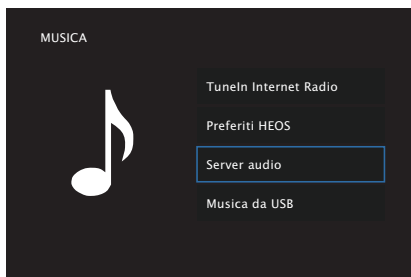 MUSICA
TuneIn Internet Radio
Preferiti HEOS
Server audio
Musica da USB